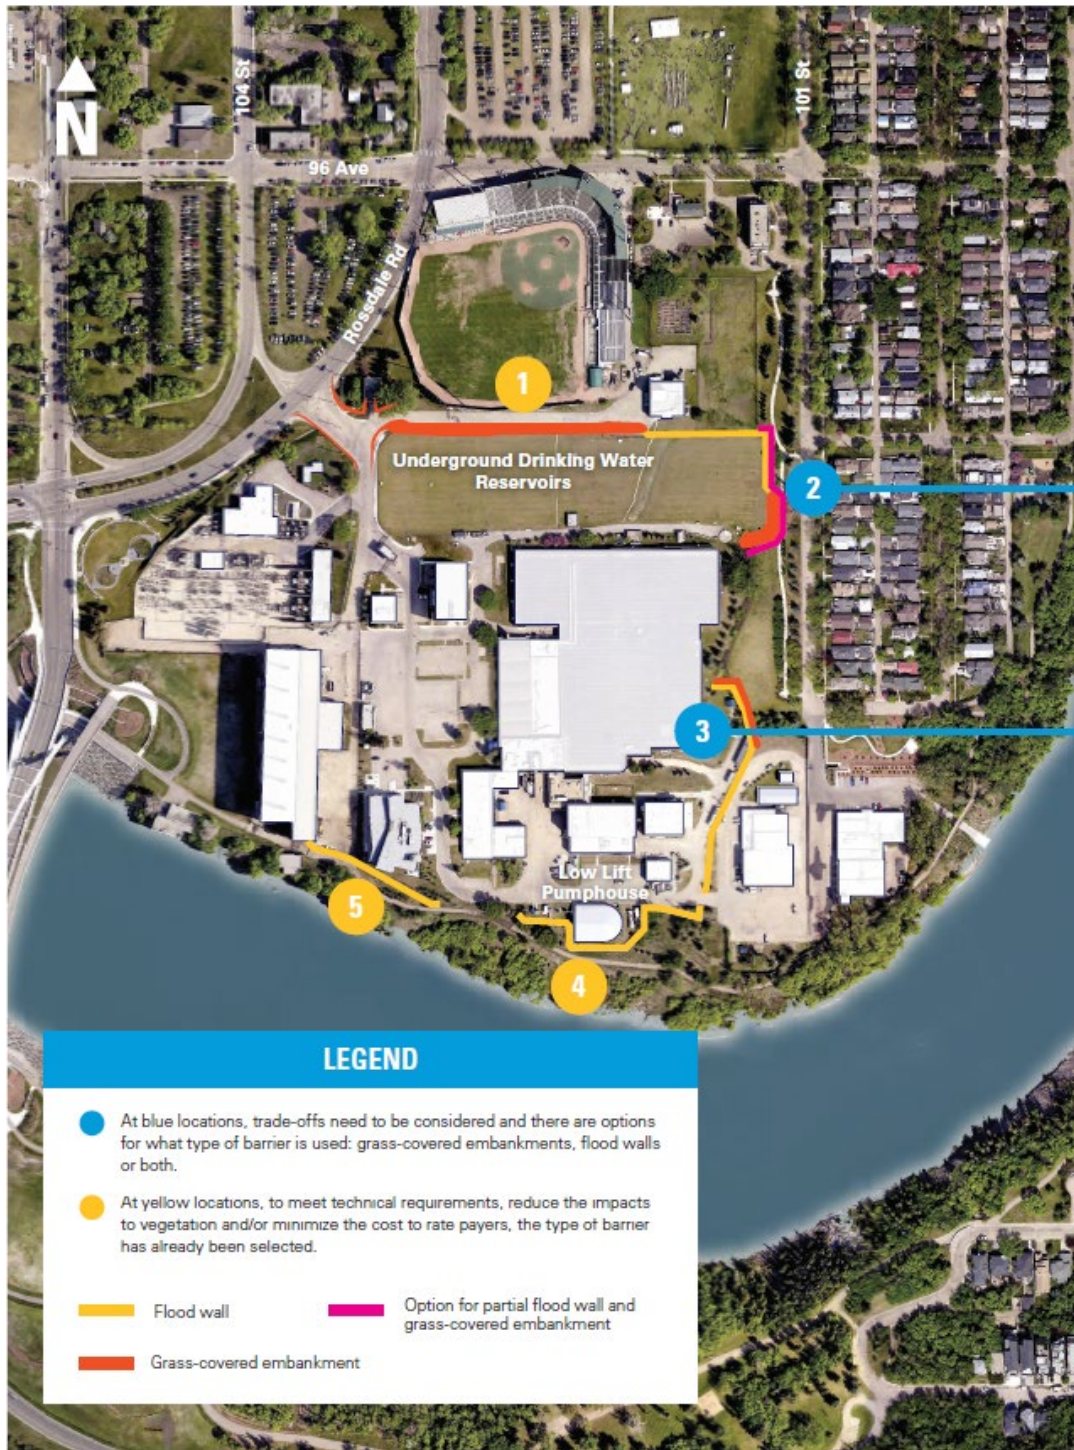 N
104 St
101 St
96 Ave
Rossdale Rd
1
Underground Drinking Water
Reservoirs
2
3
Low Lift
Pumphouse
5
4
LEGEND
At blue locations, trade-offs need to be considered and there are options
for what type of barrier is used: grass-covered embankments, flood walls
or both.
At yellow locations, to meet technical requirements, reduce the impacts
to vegetation and/or minimize the cost to rate payers, the type of barrier
has already been selected.
Flood wall
Option for partial flood wall and
grass-covered embankment
Grass-covered embankment